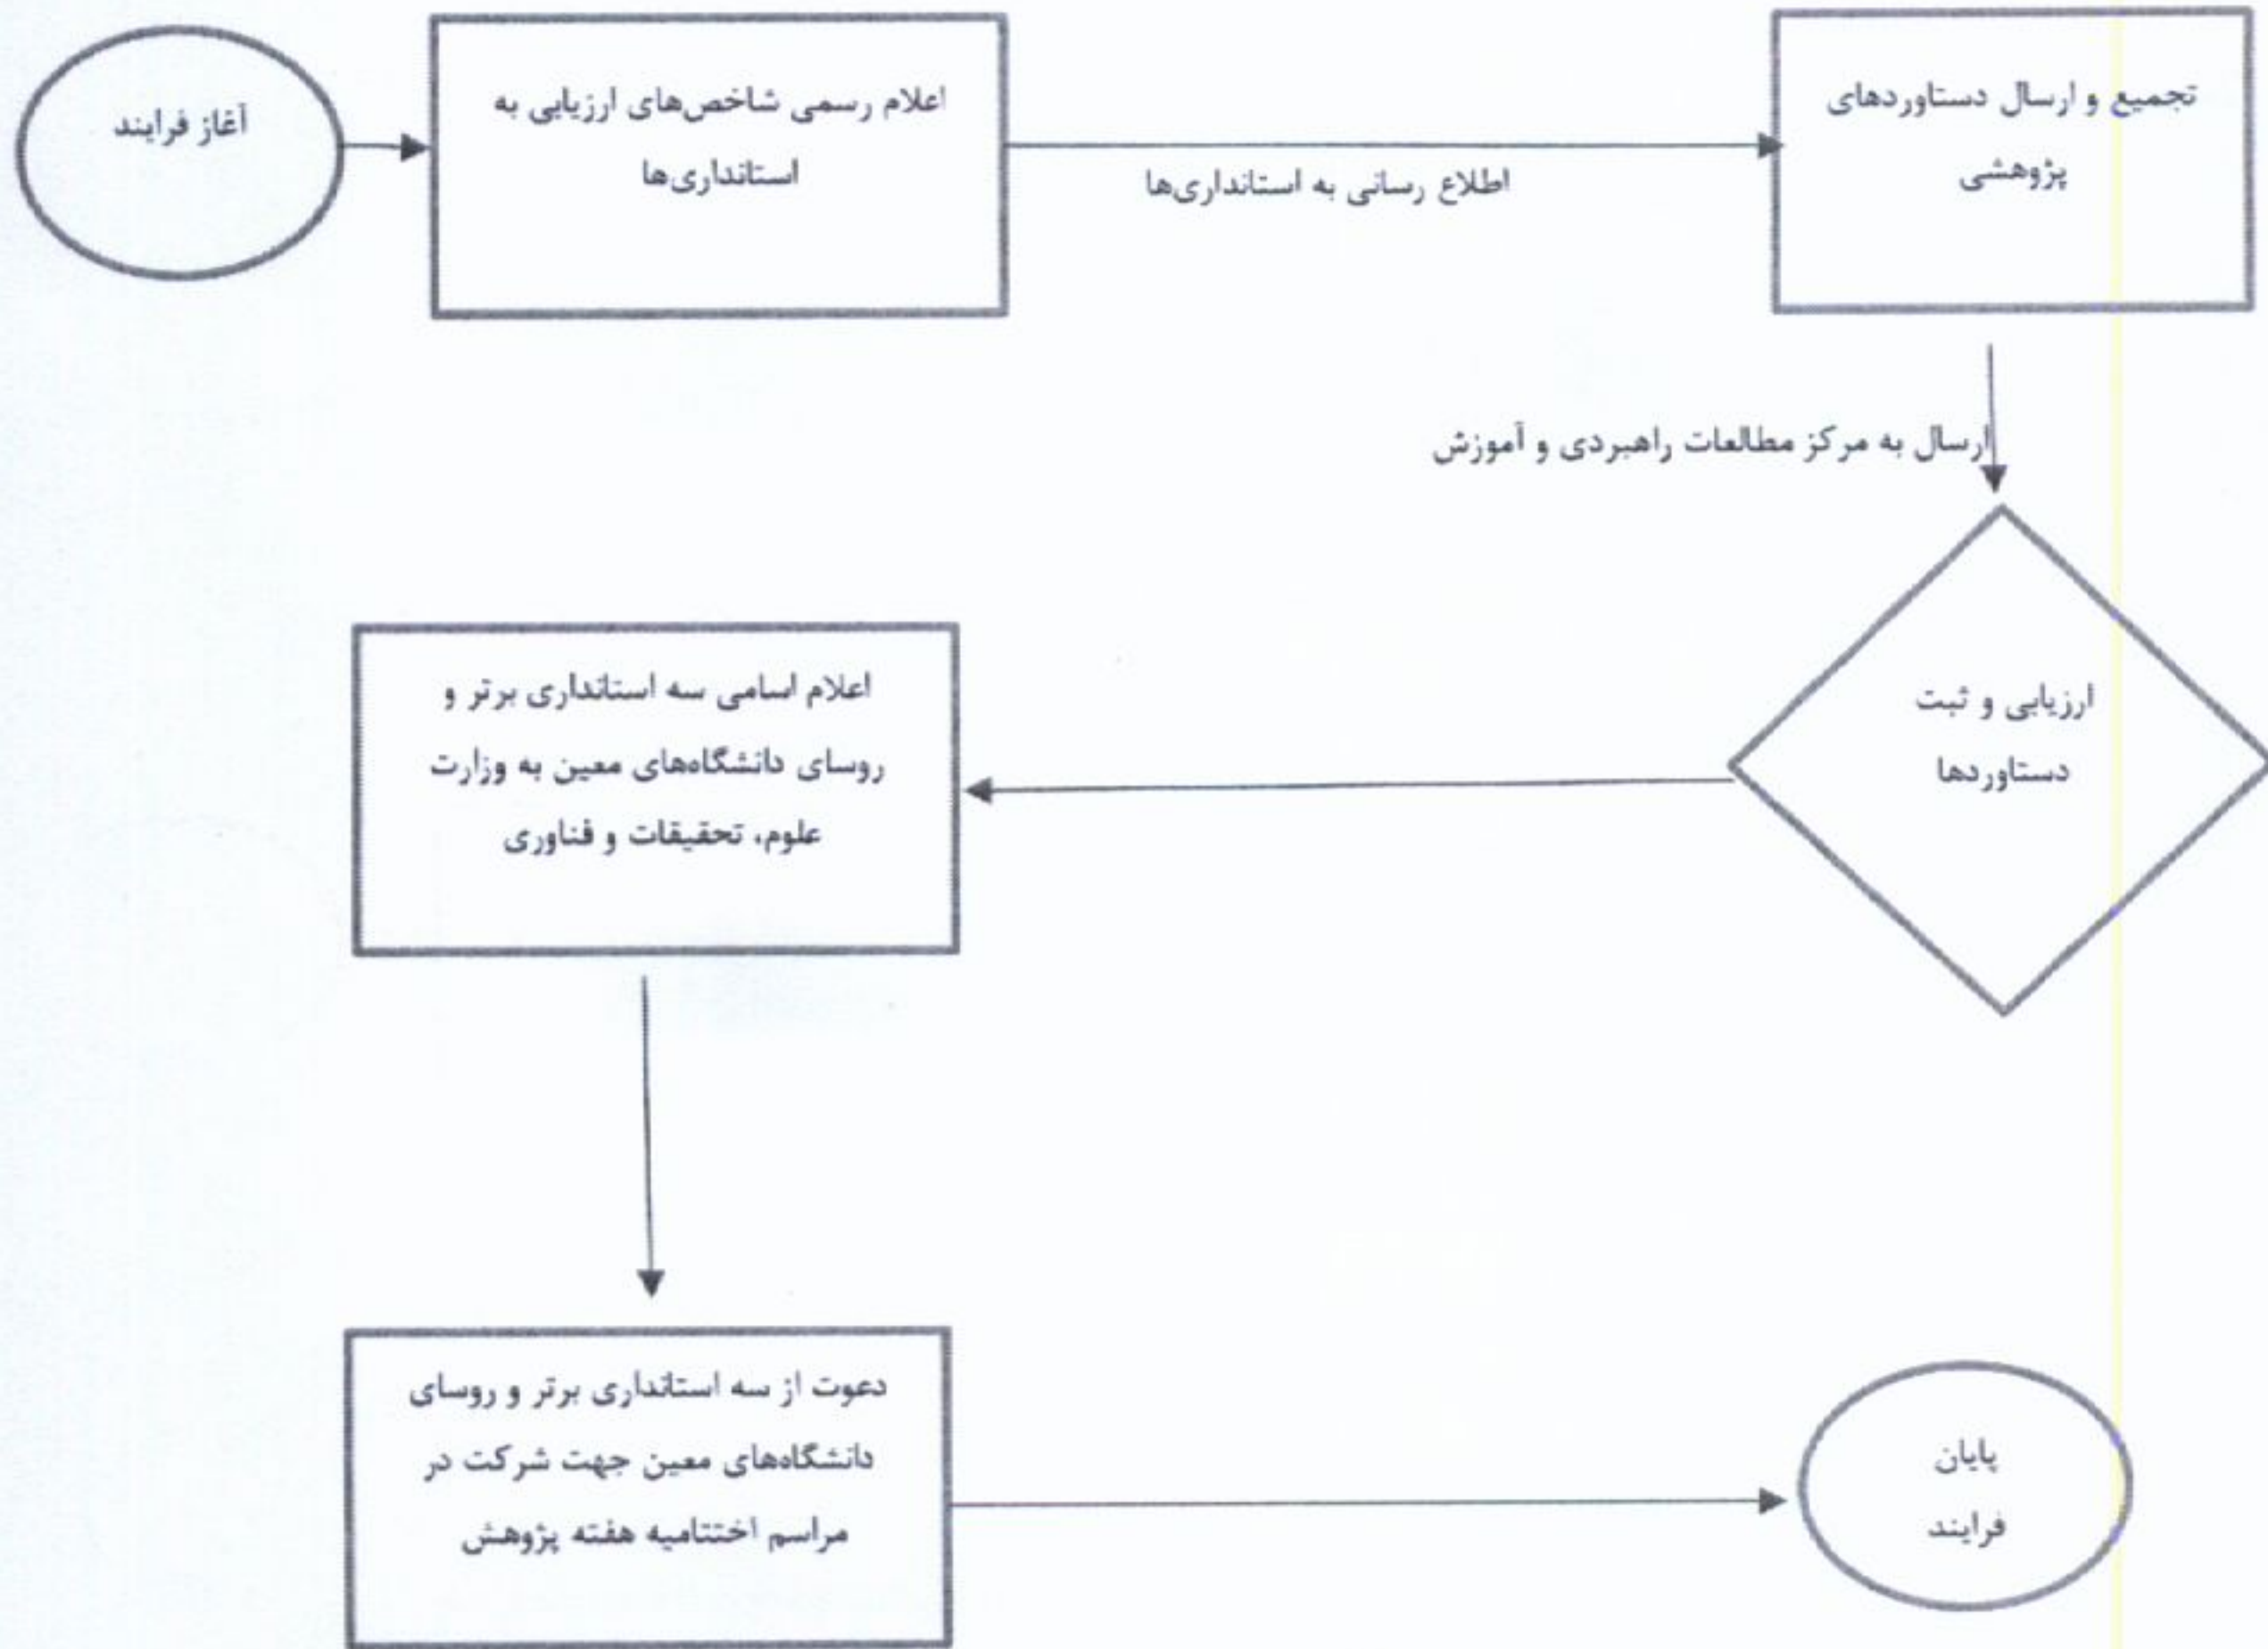 آغاز فرایند
اعلام رسمی شاخص‌های ارزیابی به
استانداری‌ها
اطلاع رسانی به استانداری‌ها
تجمیع و ارسال دستاوردهای
پژوهشی
ارسال به مرکز مطالعات راهبردی و آموزش
ارزیابی و ثبت
دستاوردها
اعلام اسامی سه استانداری برتر و
روسای دانشگاه‌های معین به وزارت
علوم، تحقیقات و فناوری
دعوت از سه استانداری برتر و روسای
دانشگاه‌های معین جهت شرکت در
مراسم اختتامیه هفته پژوهش
پایان
فرایند